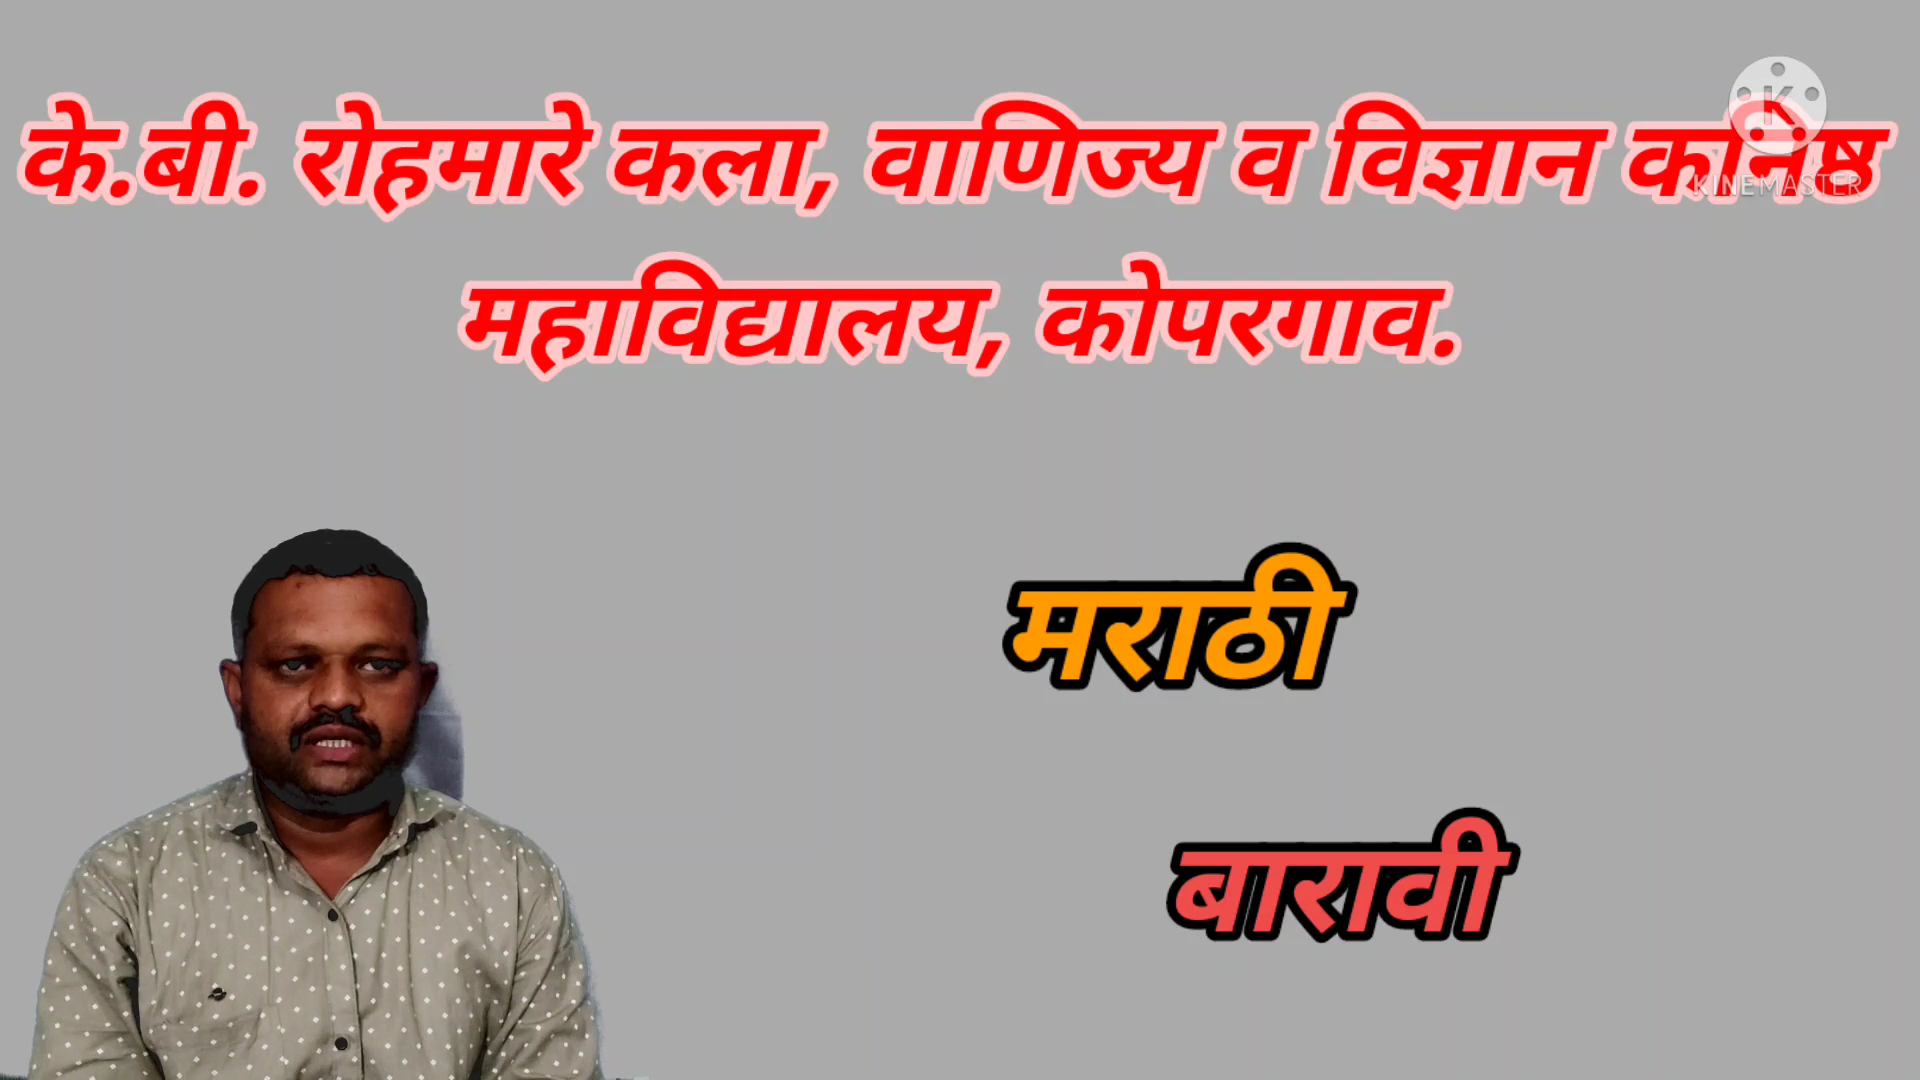 के.बी. रोहमारे कला, वाणिज्य व विज्ञान कनिष्ठ
महाविद्यालय, कोपरगाव.
K
KINEMASTER
मराठी
बारावी